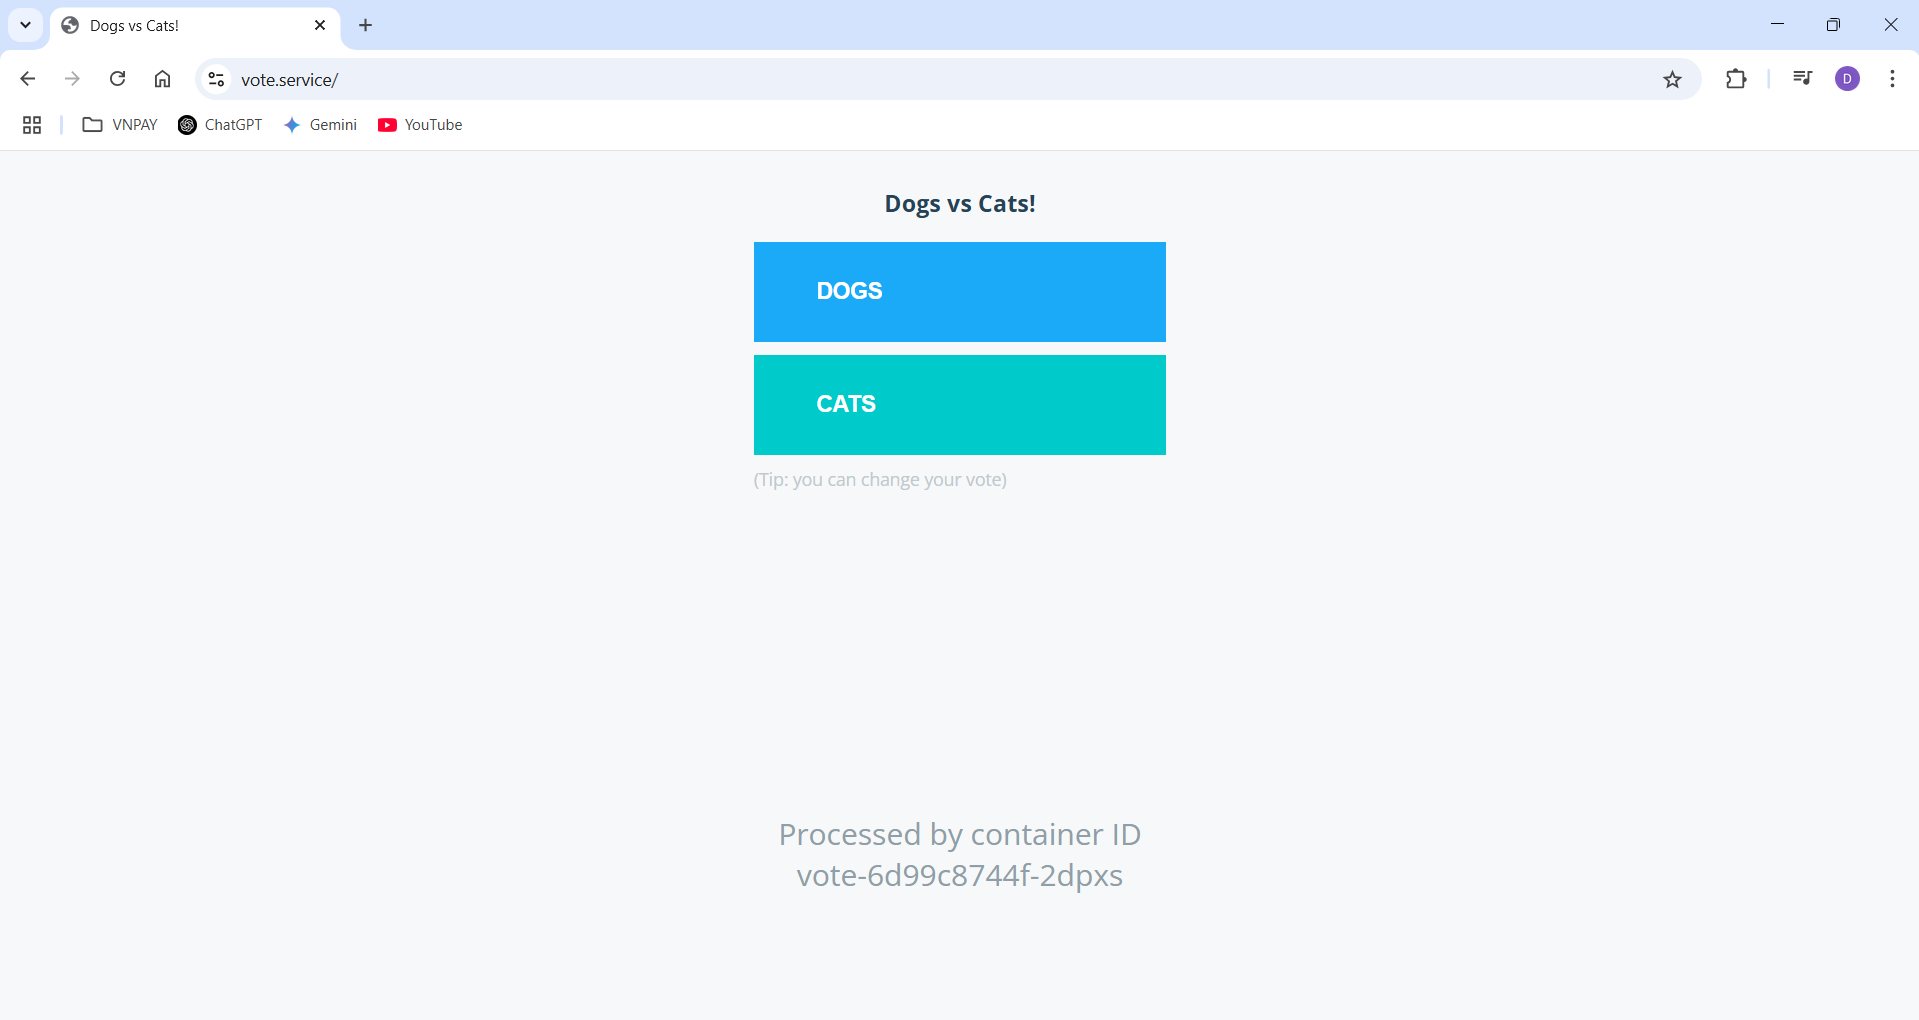 Dogs vs Cats!
vote.service/
D
VNPAY ChatGPT Gemini YouTube
Dogs vs Cats!
DOGS
CATS
(Tip: you can change your vote)
Processed by container ID
vote-6d99c8744f-2dpxs